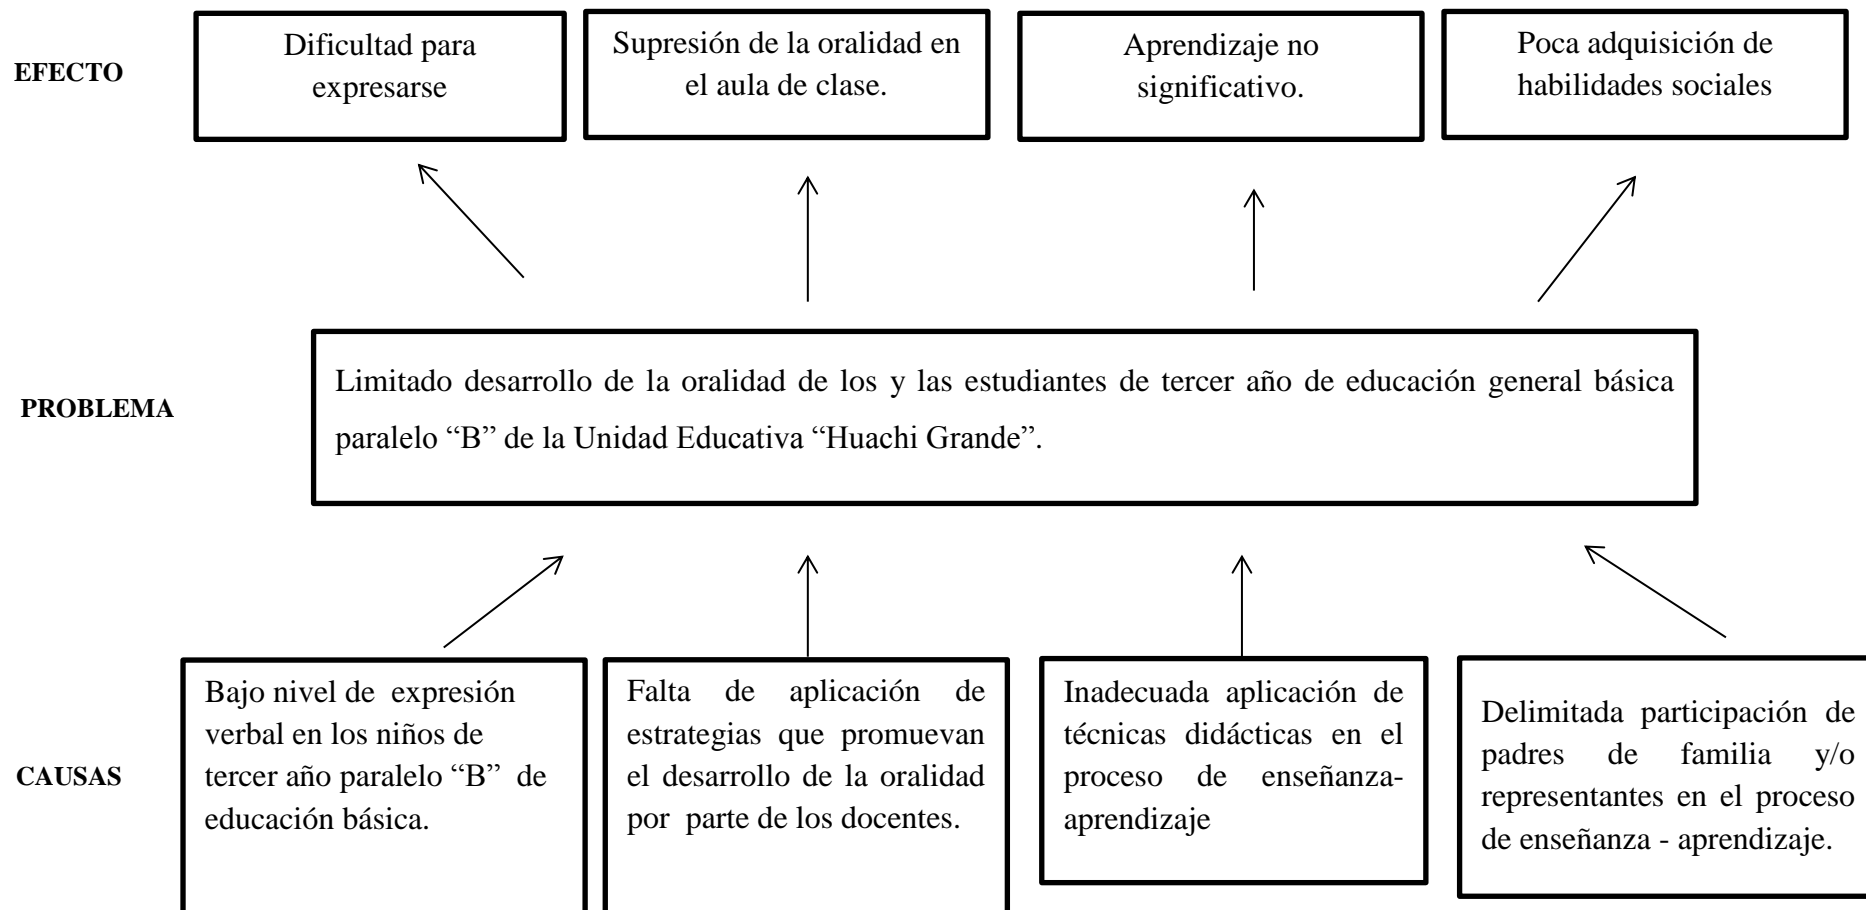 EFECTO
Dificultad para
expresarse
Supresión de la oralidad en
el aula de clase.
Aprendizaje no
significativo.
Poca adquisición de
habilidades sociales
PROBLEMA
Limitado desarrollo de la oralidad de los y las estudiantes de tercer año de educación general básica
paralelo “B” de la Unidad Educativa “Huachi Grande”.
CAUSAS
Bajo nivel de expresión
verbal en los niños de
tercer año paralelo “B” de
educación básica.
Falta de aplicación de
estrategias que promuevan
el desarrollo de la oralidad
por parte de los docentes.
Inadecuada aplicación de
técnicas didácticas en el
proceso de enseñanza-
aprendizaje
Delimitada participación de
padres de familia y/o
representantes en el proceso
de enseñanza - aprendizaje.